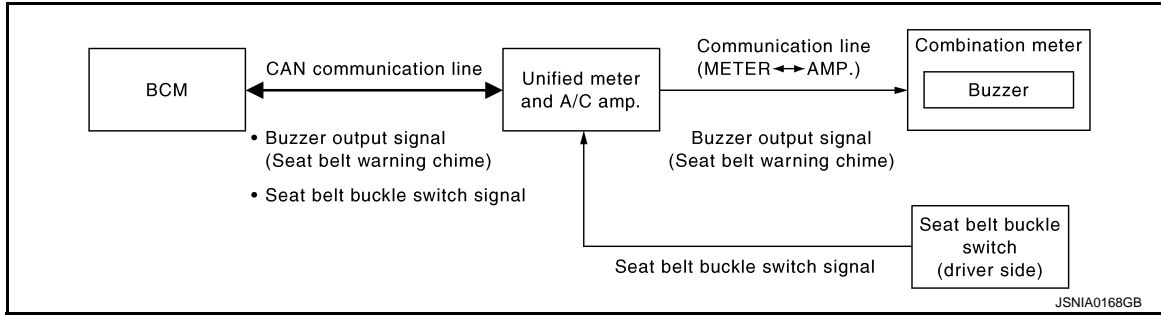 BCM
CAN communication line
• Buzzer output signal
(Seat belt warning chime)
• Seat belt buckle switch signal
Unified meter
and A/C amp.
Communication line
(METER ↔ AMP.)
Buzzer output signal
(Seat belt warning chime)
Combination meter
Buzzer
Seat belt buckle switch signal
Seat belt buckle
switch
(driver side)
JSNIA0168GB